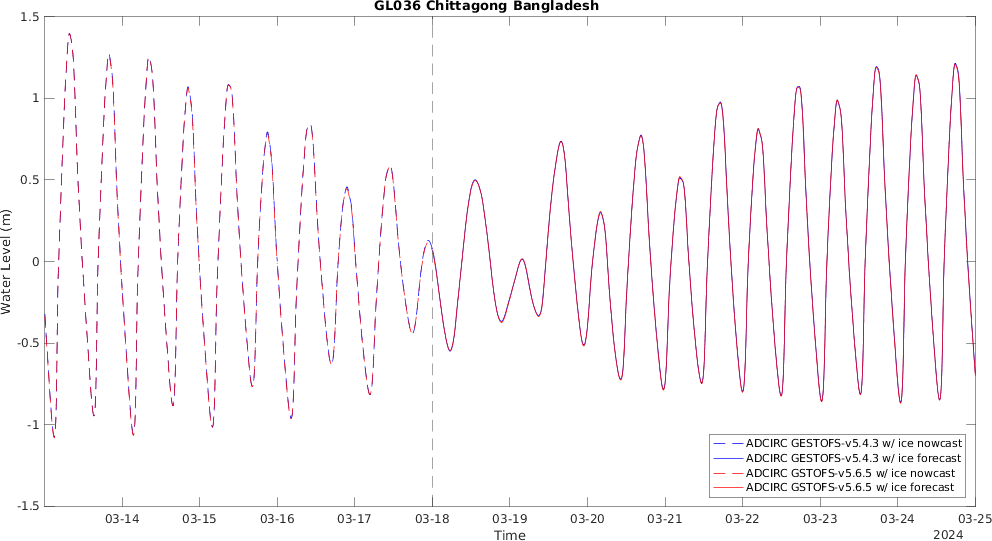 GL036 Chittagong Bangladesh
1.5
1
0.5
0
-0.5
-1
-1.5
Water Level (m)
ADCIRC GESTOFS-v5.4.3 w/ ice nowcast
ADCIRC GESTOFS-v5.4.3 w/ ice forecast
ADCIRC GSTOFS-v5.6.5 w/ ice nowcast
ADCIRC GSTOFS-v5.6.5 w/ ice forecast
03-14 03-15 03-16 03-17 03-18 03-19 03-20 03-21 03-22 03-23 03-24 03-25
Time
2024